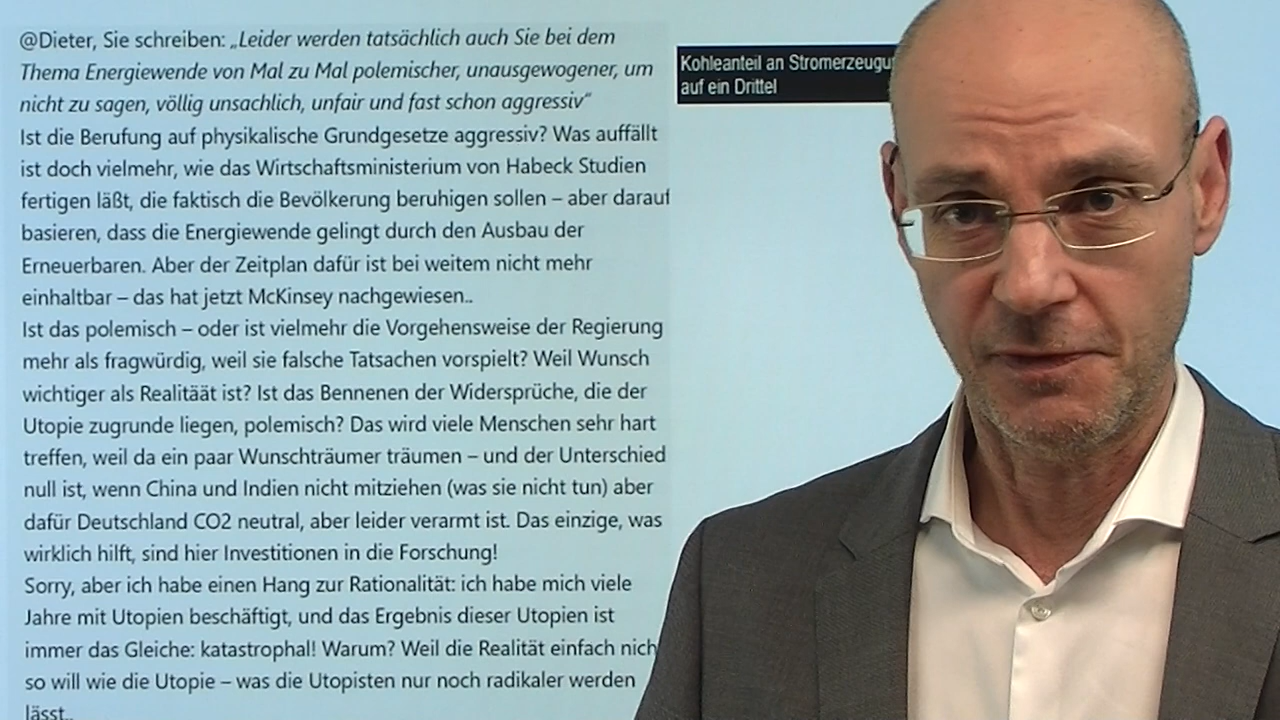 @Dieter, Sie schreiben: „Leider werden tatsächlich auch Sie bei dem
Thema Energiewende von Mal zu Mal polemischer, unausgewogener, um
nicht zu sagen, völlig unsachlich, unfair und fast schon aggressiv“
Ist die Berufung auf physikalische Grundgesetze aggressiv? Was auffällt
ist doch vielmehr, wie das Wirtschaftsministerium von Habeck Studien
fertigen läßt, die faktisch die Bevölkerung beruhigen sollen – aber darauf
basieren, dass die Energiewende gelingt durch den Ausbau der
Erneuerbaren. Aber der Zeitplan dafür ist bei weitem nicht mehr
einhaltbar – das hat jetzt McKinsey nachgewiesen..
Ist das polemisch – oder ist vielmehr die Vorgehensweise der Regierung
mehr als fragwürdig, weil sie falsche Tatsachen vorspielt? Weil Wunsch
wichtiger als Realitäät ist? Ist das Bennenen der Widersprüche, die der
Utopie zugrunde liegen, polemisch? Das wird viele Menschen sehr hart
treffen, weil da ein paar Wunschträumer träumen – und der Unterschied
null ist, wenn China und Indien nicht mitziehen (was sie nicht tun) aber
dafür Deutschland CO2 neutral, aber leider verarmt ist. Das einzige, was
wirklich hilft, sind hier Investitionen in die Forschung!
Sorry, aber ich habe einen Hang zur Rationalität: ich habe mich viele
Jahre mit Utopien beschäftigt, und das Ergebnis dieser Utopien ist
immer das Gleiche: katastrophal! Warum? Weil die Realität einfach nich
so will wie die Utopie – was die Utopisten nur noch radikaler werden
lässt..
Kohleanteil an Stromerzeugu
auf ein Drittel